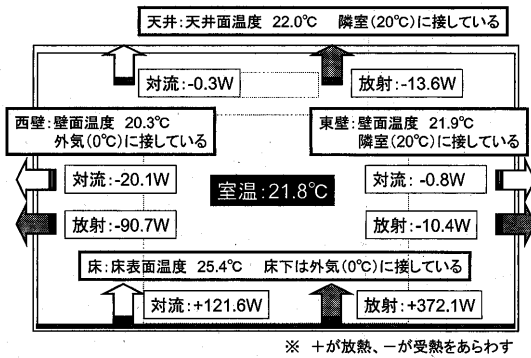 天井:天井面温度 22.0℃ 隣室(20℃)に接している
対流:-0.3W
放射:-13.6W
西壁:壁面温度 20.3℃
外気(0℃)に接している
東壁:壁面温度 21.9℃
隣室(20℃)に接している
対流:-20.1W
室温:21.8℃
対流:-0.8W
放射:-90.7W
放射:-10.4W
床:床表面温度 25.4℃ 床下は外気(0℃)に接している
対流:+121.6W
放射:+372.1W
※ +が放熱、-が受熱をあらわす